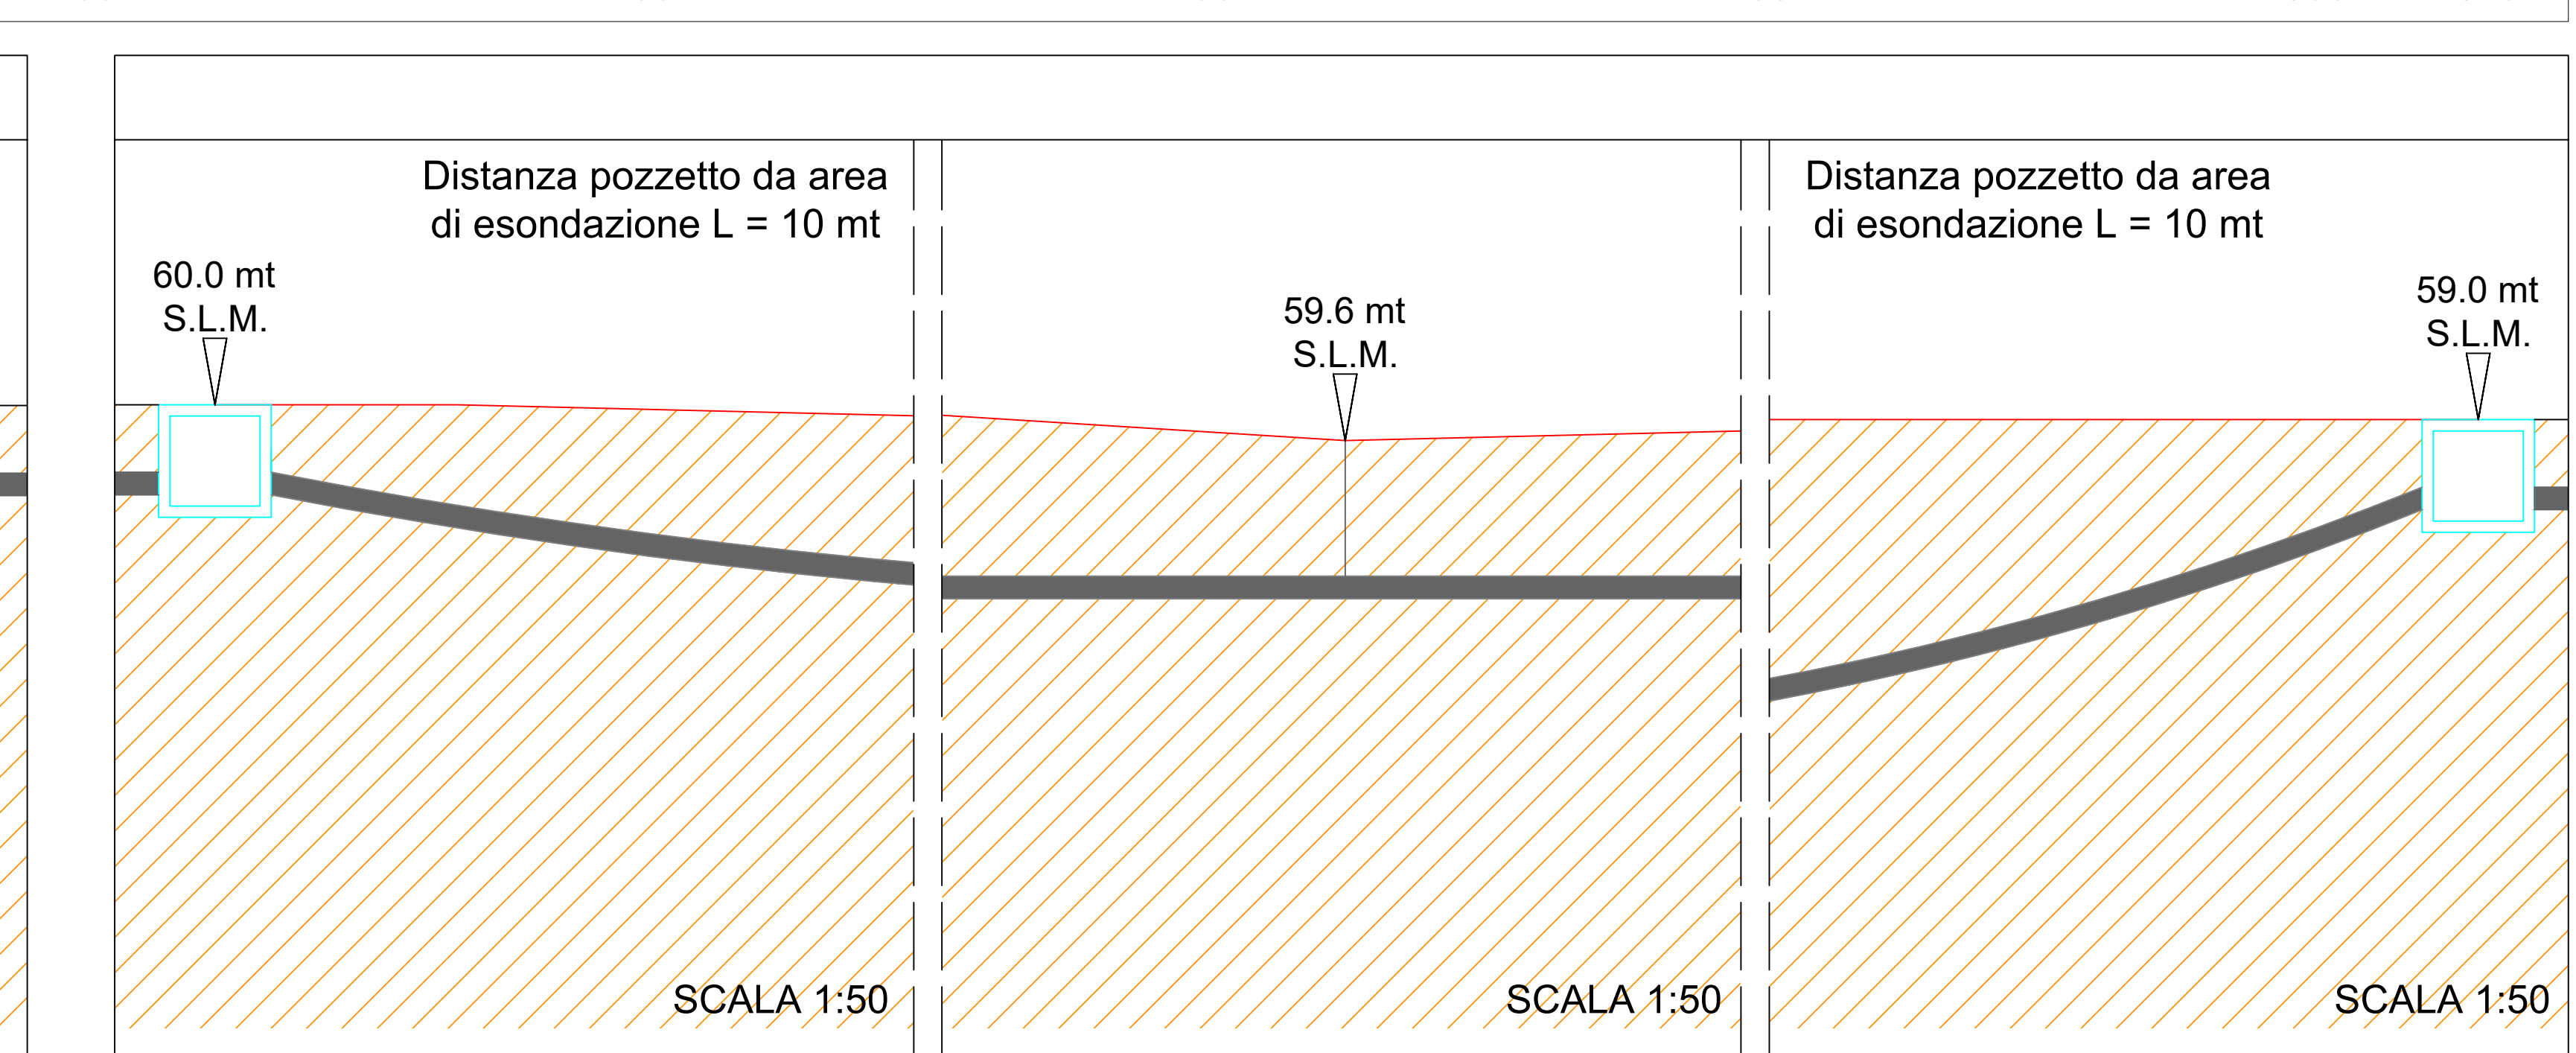 Distanza pozzetto da area
di esondazione L = 10 mt
60.0 mt
S.L.M.
SCALA 1:50
59.6 mt
S.L.M.
SCALA 1:50
Distanza pozzetto da area
di esondazione L = 10 mt
59.0 mt
S.L.M.
SCALA 1:50